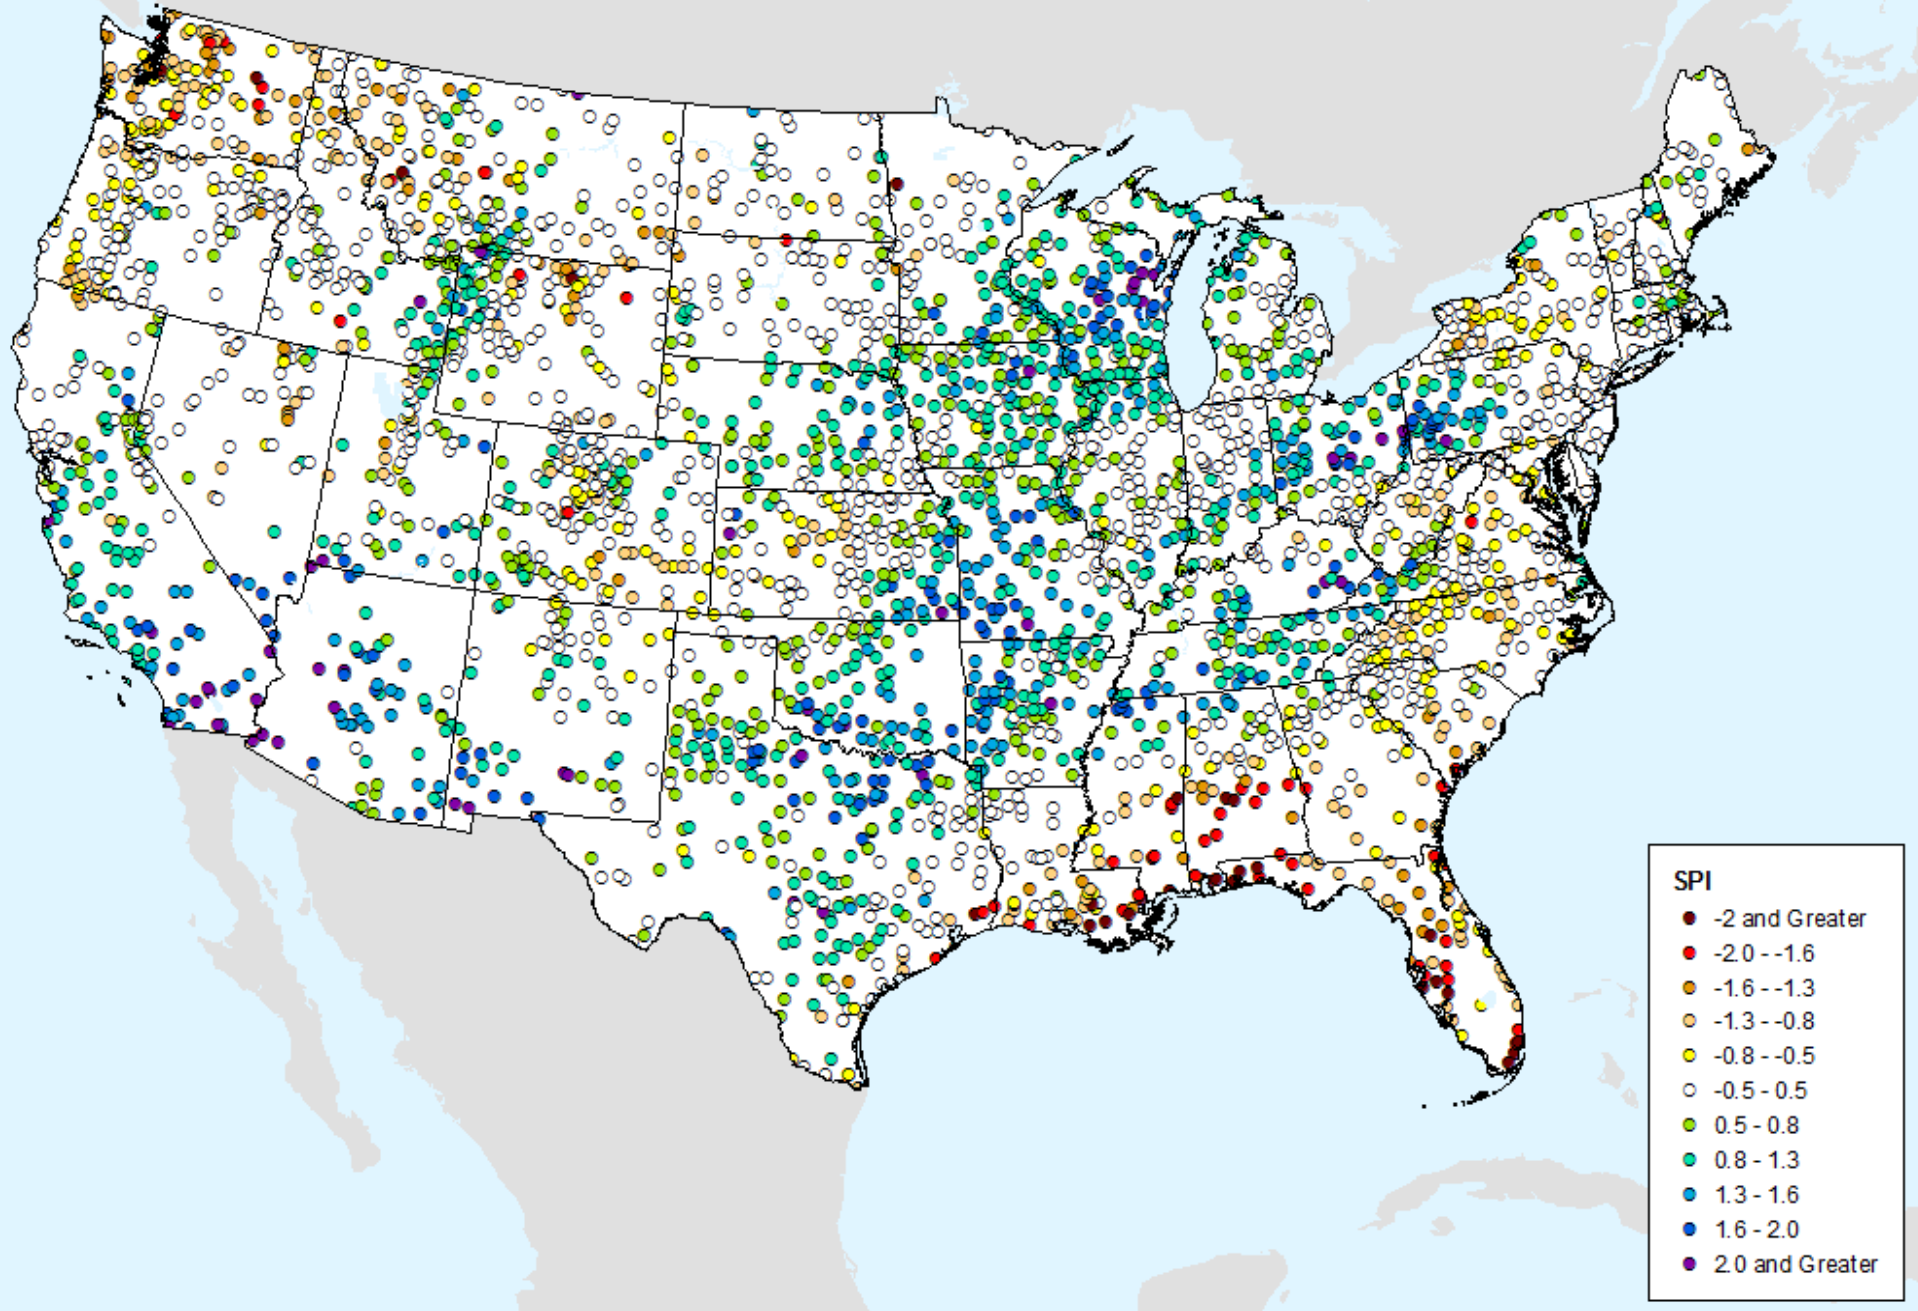 SPI
-2 and Greater
-2.0 - -1.6
-1.6 - -1.3
-1.3 - -0.8
-0.8 - -0.5
-0.5 - 0.5
0.5 - 0.8
0.8 - 1.3
1.3 - 1.6
1.6 - 2.0
2.0 and Greater